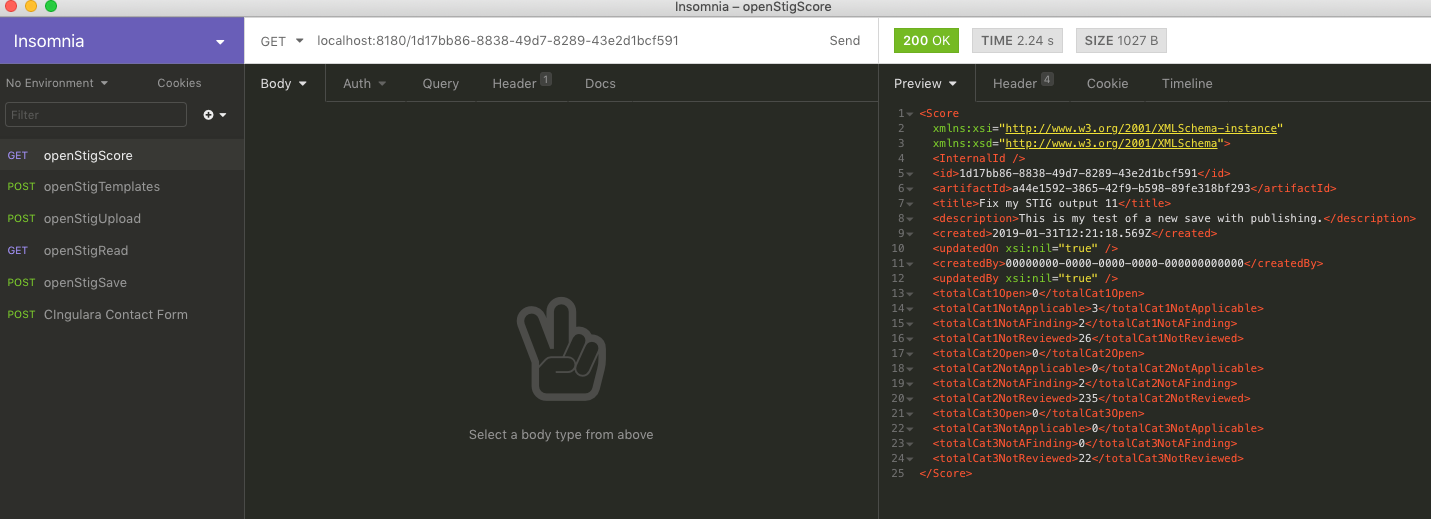 Insomnia – openStigScore
Insomnia
GET localhost:8180/1d17bb86-8838-49d7-8289-43e2d1bcf591 Send
200 OK TIME 2.24 s SIZE 1027 B
No Environment Cookies
Filter
GET openStigScore
POST openStigTemplates
POST openStigUpload
GET openStigRead
POST openStigSave
POST CIngulara Contact Form
Body Auth Query Header 1 Docs
Select a body type from above
Preview Header 4 Cookie Timeline
1 <Score
2 xmlns:xsi="http://www.w3.org/2001/XMLSchema-instance"
3 xmlns:xsd="http://www.w3.org/2001/XMLSchema">
4 <InternalId />
5 <id>1d17bb86-8838-49d7-8289-43e2d1bcf591</id>
6 <artifactId>a44e1592-3865-42f9-b598-89fe318bf293</artifactId>
7 <title>Fix my STIG output 11</title>
8 <description>This is my test of a new save with publishing.</description>
9 <created>2019-01-31T12:21:18.569Z</created>
10 <updatedOn xsi:nil="true" />
11 <createdBy>00000000-0000-0000-0000-000000000000</createdBy>
12 <updatedBy xsi:nil="true" />
13 <totalCat1Open>0</totalCat1Open>
14 <totalCat1NotApplicable>3</totalCat1NotApplicable>
15 <totalCat1NotAFinding>2</totalCat1NotAFinding>
16 <totalCat1NotReviewed>26</totalCat1NotReviewed>
17 <totalCat2Open>0</totalCat2Open>
18 <totalCat2NotApplicable>0</totalCat2NotApplicable>
19 <totalCat2NotAFinding>2</totalCat2NotAFinding>
20 <totalCat2NotReviewed>235</totalCat2NotReviewed>
21 <totalCat3Open>0</totalCat3Open>
22 <totalCat3NotApplicable>0</totalCat3NotApplicable>
23 <totalCat3NotAFinding>0</totalCat3NotAFinding>
24 <totalCat3NotReviewed>22</totalCat3NotReviewed>
25 </Score>